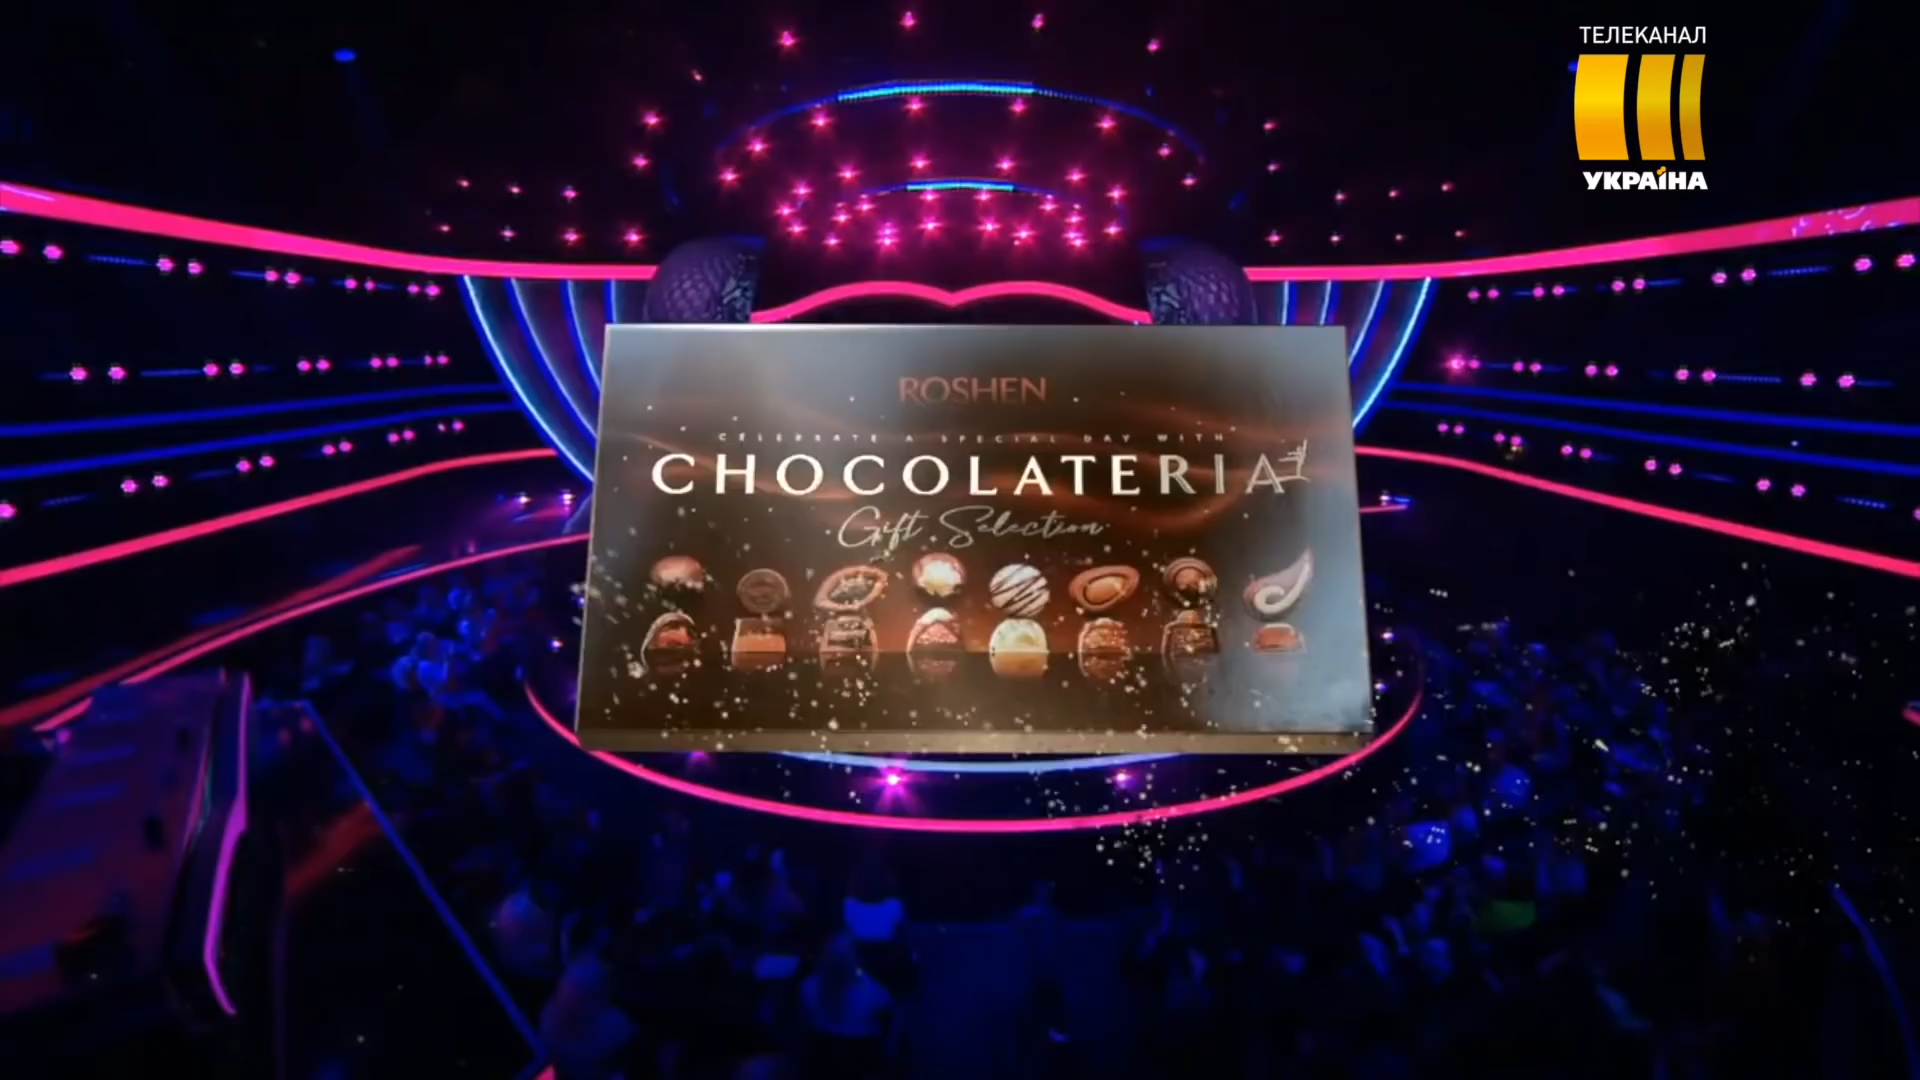 ТЕЛЕКАНАЛ
УКРАЇНА
ROSHEN
CELEBRATE A SPECIAL DAY WITH
CHOCOLATERIA
Gift Selection